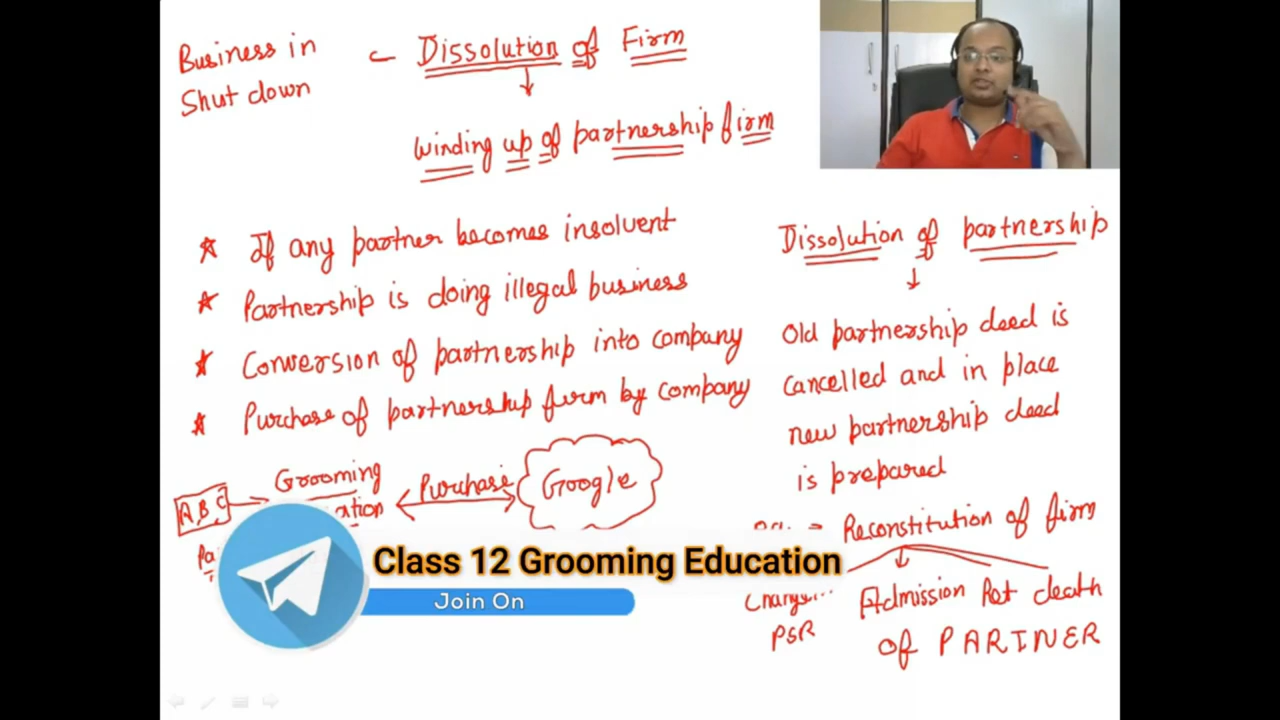 Business in
Shut down
Dissolution of Firm
Winding up of partnership firm
If any partner becomes insolvent
Partnership is doing illegal business
Conversion of partnership into company
Purchase of partnership firm by company
A, B, C
Grooming
Purchase
Google
Dissolution of partnership
Old partnership deed is
cancelled and in place
new partnership deed
is prepared
Reconstitution of firm
PSR
Admission Ret death
of PARTNER
Class 12 Grooming Education
Join On